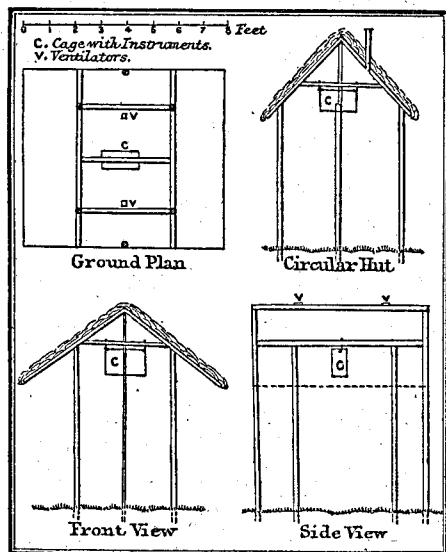 0 1 2 3 4 5 6 7 8 Feet
C. Cage with Instruments.
V. Ventilators.
V
C
V
Ground Plan
C
Circular Hut
C
Front View
V V
C
Side View